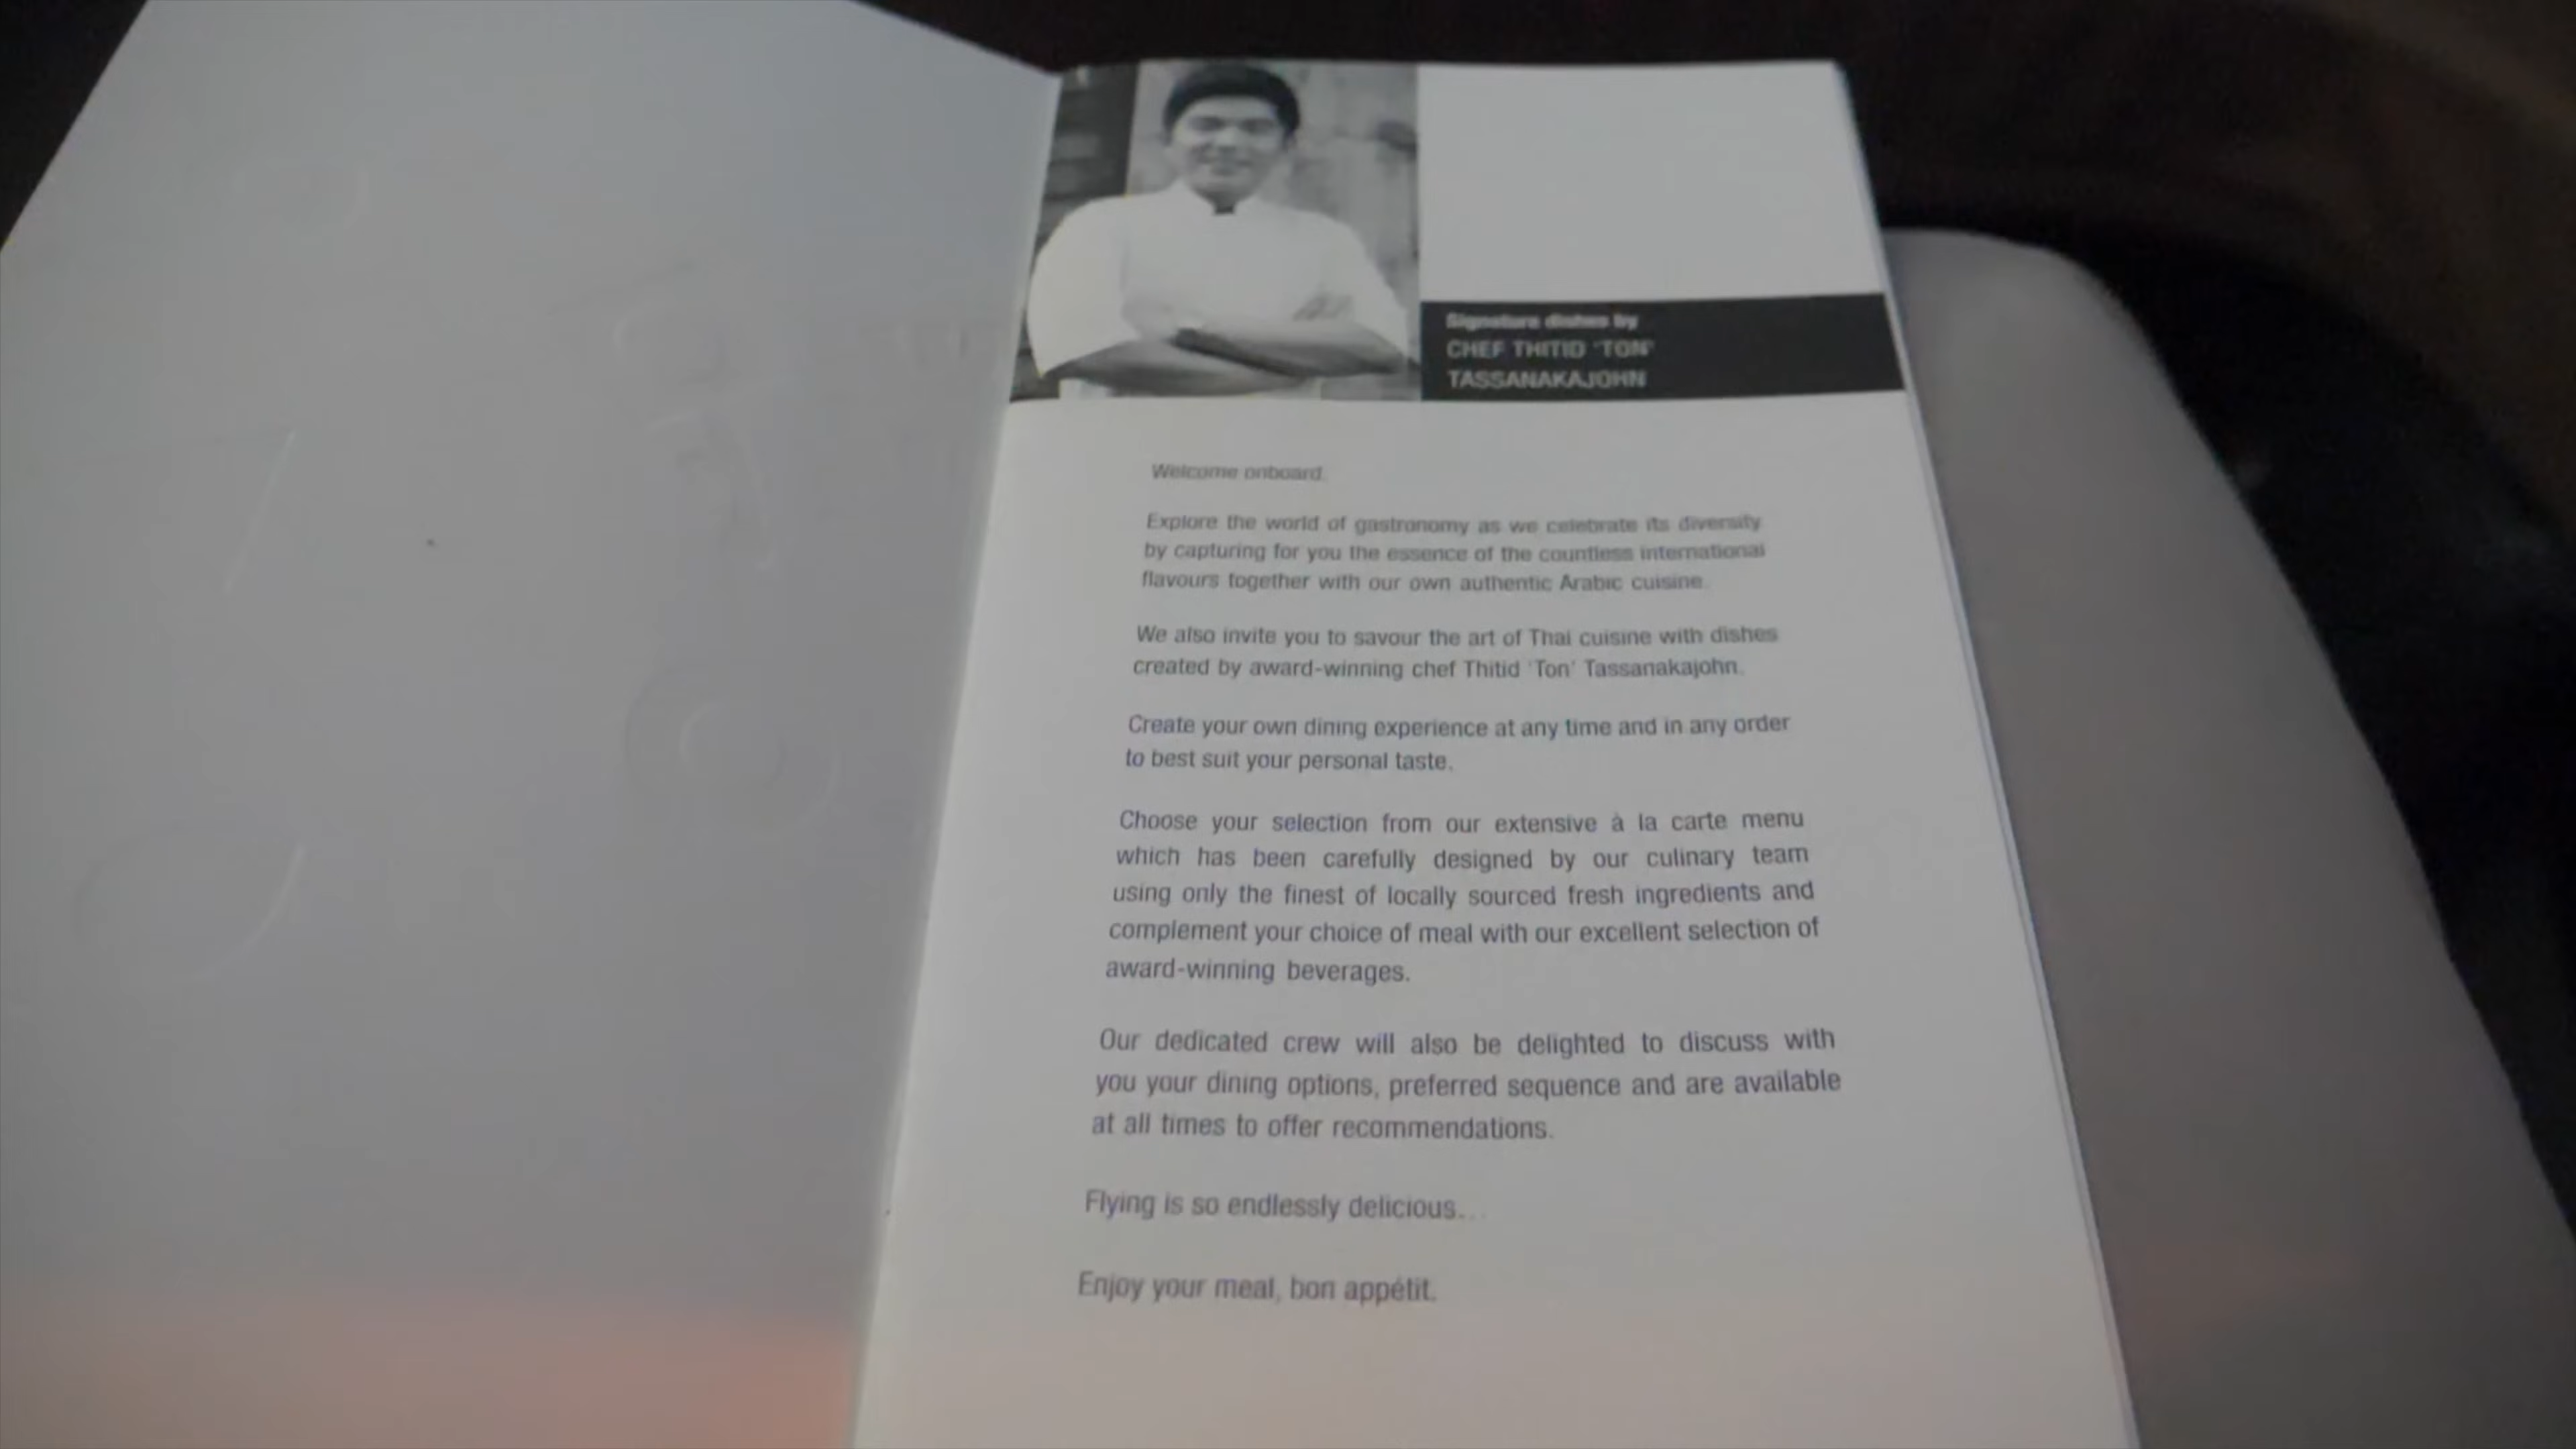 Signature dishes by
CHEF THITID 'TON'
TASSANAKAJOHN
Welcome onboard.
Explore the world of gastronomy as we celebrate its diversity
by capturing for you the essence of the countless international
flavours together with our own authentic Arabic cuisine.
We also invite you to savour the art of Thai cuisine with dishes
created by award-winning chef Thitid 'Ton' Tassanakajohn.
Create your own dining experience at any time and in any order
to best suit your personal taste.
Choose your selection from our extensive à la carte menu
which has been carefully designed by our culinary team
using only the finest of locally sourced fresh ingredients and
complement your choice of meal with our excellent selection of
award-winning beverages.
Our dedicated crew will also be delighted to discuss with
you your dining options, preferred sequence and are available
at all times to offer recommendations.
Flying is so endlessly delicious...
Enjoy your meal, bon appétit.